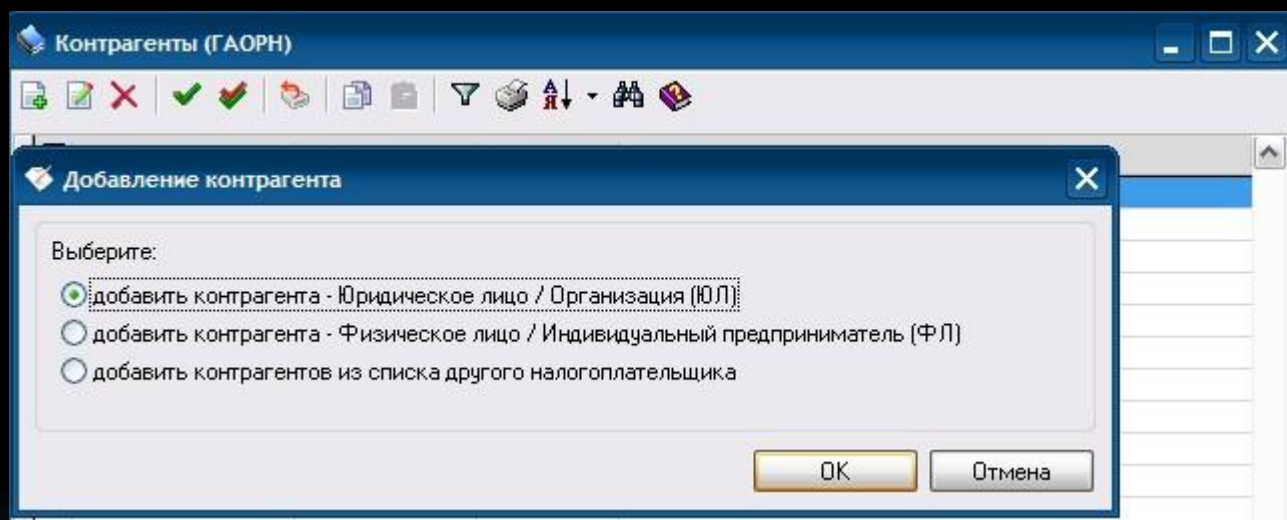 Контрагенты (ГАОРН)
Добавление контрагента
Выберите:
добавить контрагента - Юридическое лицо / Организация (ЮЛ)
добавить контрагента - Физическое лицо / Индивидуальный предприниматель (ФЛ)
добавить контрагентов из списка другого налогоплательщика
OK
Отмена